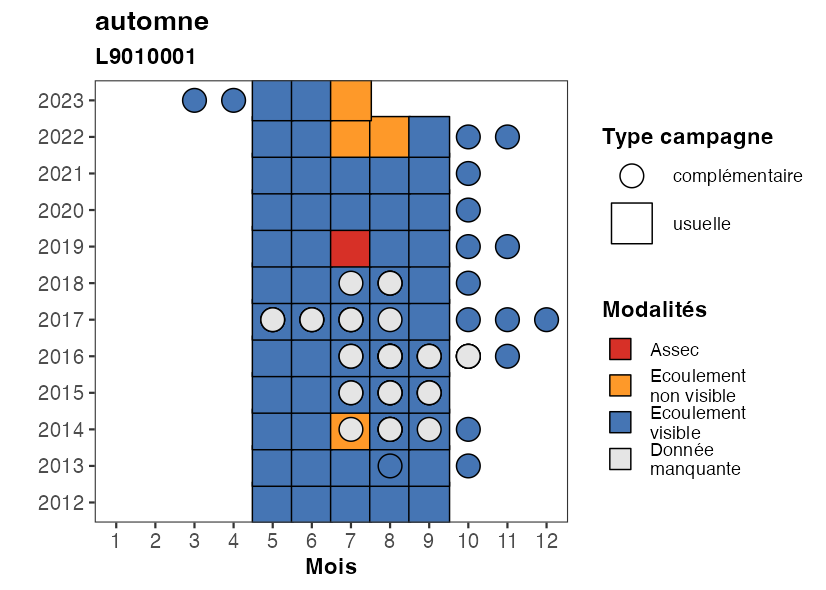 automne
L9010001
2023
2022
2021
2020
2019
2018
2017
2016
2015
2014
2013
2012
1 2 3 4 5 6 7 8 9 10 11 12
Mois
Type campagne
complémentaire
usuelle
Modalités
Assec
Ecoulement
non visible
Ecoulement
visible
Donnée
manquante